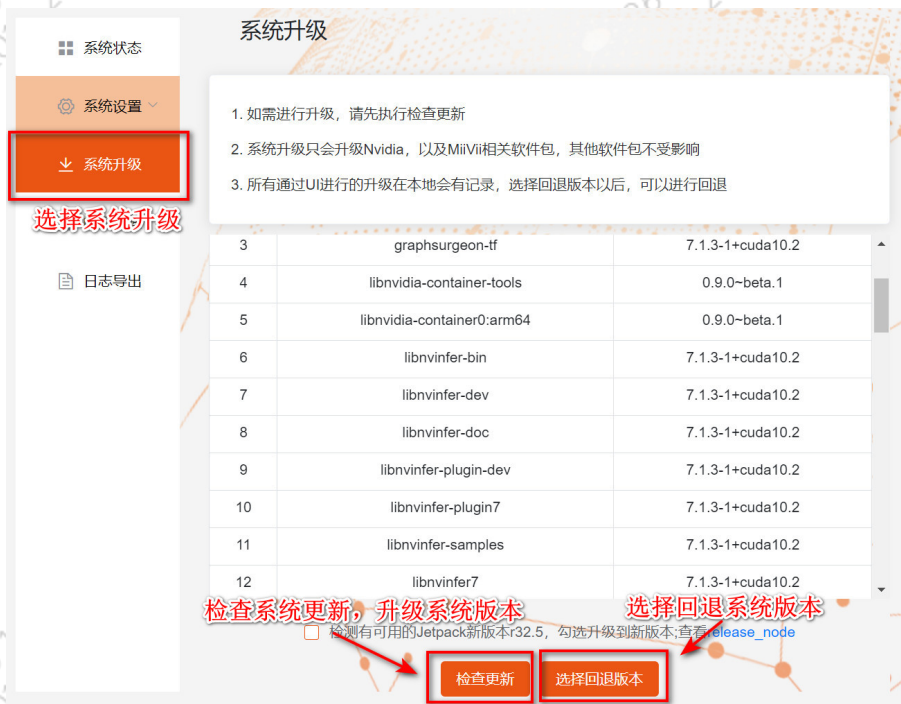 系统升级
系统状态
系统设置
系统升级
选择系统升级
日志导出
1. 如需进行升级，请先执行检查更新
2. 系统升级只会升级Nvidia，以及MiiVii相关软件包，其他软件包不受影响
3. 所有通过UI进行的升级在本地会有记录，选择回退版本以后，可以进行回退
3 graphsurgeon-tf 7.1.3-1+cuda10.2
4 libnvidia-container-tools 0.9.0~beta.1
5 libnvidia-container0:arm64 0.9.0~beta.1
6 libnvinfer-bin 7.1.3-1+cuda10.2
7 libnvinfer-dev 7.1.3-1+cuda10.2
8 libnvinfer-doc 7.1.3-1+cuda10.2
9 libnvinfer-plugin-dev 7.1.3-1+cuda10.2
10 libnvinfer-plugin7 7.1.3-1+cuda10.2
11 libnvinfer-samples 7.1.3-1+cuda10.2
12 libnvinfer7 7.1.3-1+cuda10.2
检查系统更新，升级系统版本
选择回退系统版本
检测有可用的Jetpack新版本r32.5，勾选升级到新版本;查看release_node
检查更新
选择回退版本